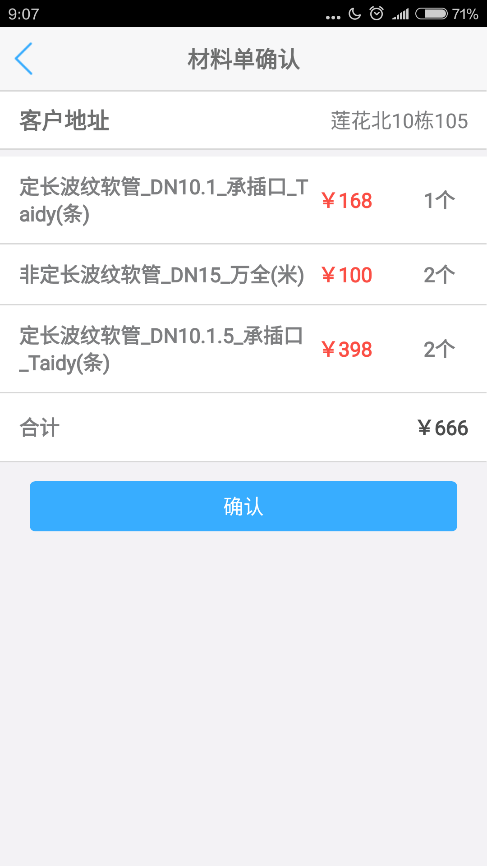 9:07
71%
材料单确认
客户地址 莲花北10栋105
定长波纹软管_DN10.1_承插口_T
aidy(条)
￥168 1个
非定长波纹软管_DN15_万全(米) ￥100 2个
定长波纹软管_DN10.1.5_承插口
_Taidy(条)
￥398 2个
合计 ￥666
确认